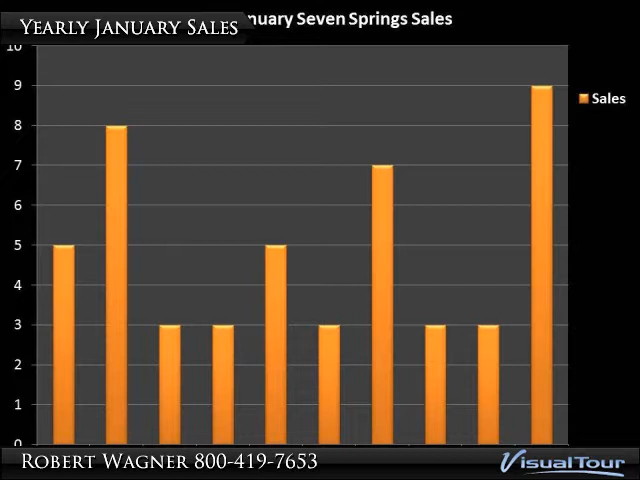 Yearly January Sales
nuary Seven Springs Sales
10
9
8
7
6
5
4
3
2
1
0
Sales
Robert Wagner 800-419-7653
VisualTour